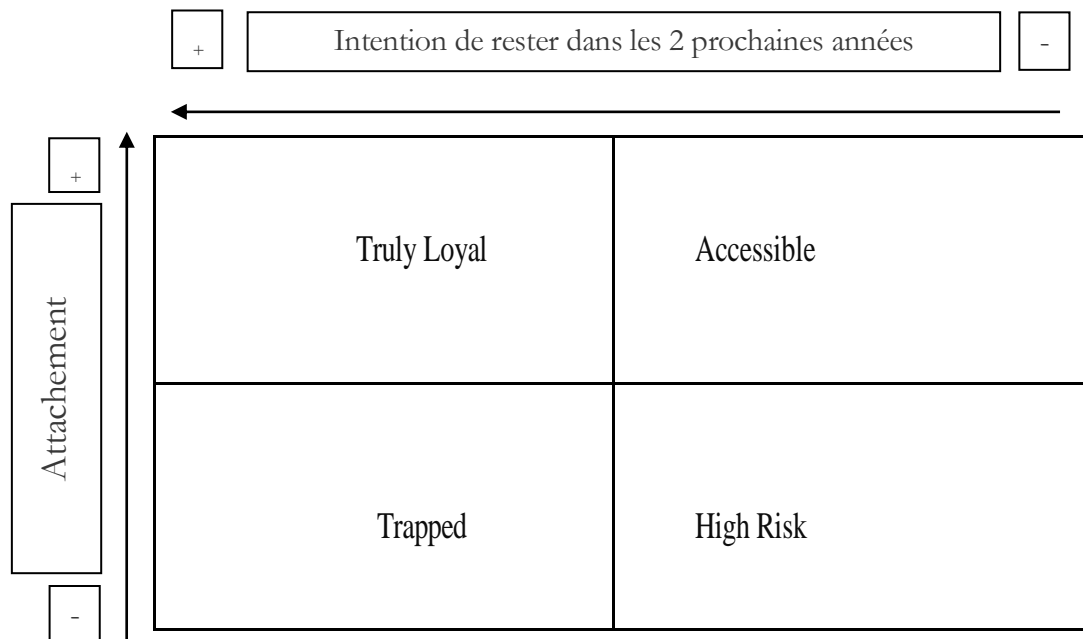 + Intention de rester dans les 2 prochaines années -
+
Truly Loyal Accessible
Attachement
Trapped High Risk
-